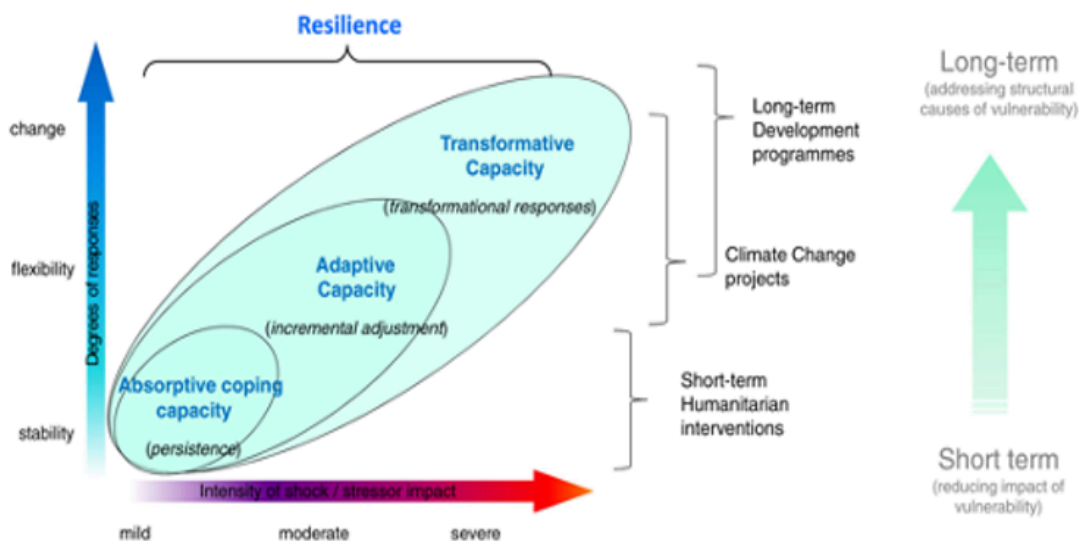 Resilience
change
flexibility
stability
Degrees of responses
Transformative
Capacity
(transformational responses)
Adaptive
Capacity
(incremental adjustment)
Absorptive coping
capacity
(persistence)
Intensity of shock / stressor impact
mild
moderate
severe
Long-term
Development
programmes
Climate Change
projects
Short-term
Humanitarian
interventions
Long-term
(addressing structural
causes of vulnerability)
Short term
(reducing impact of
vulnerability)